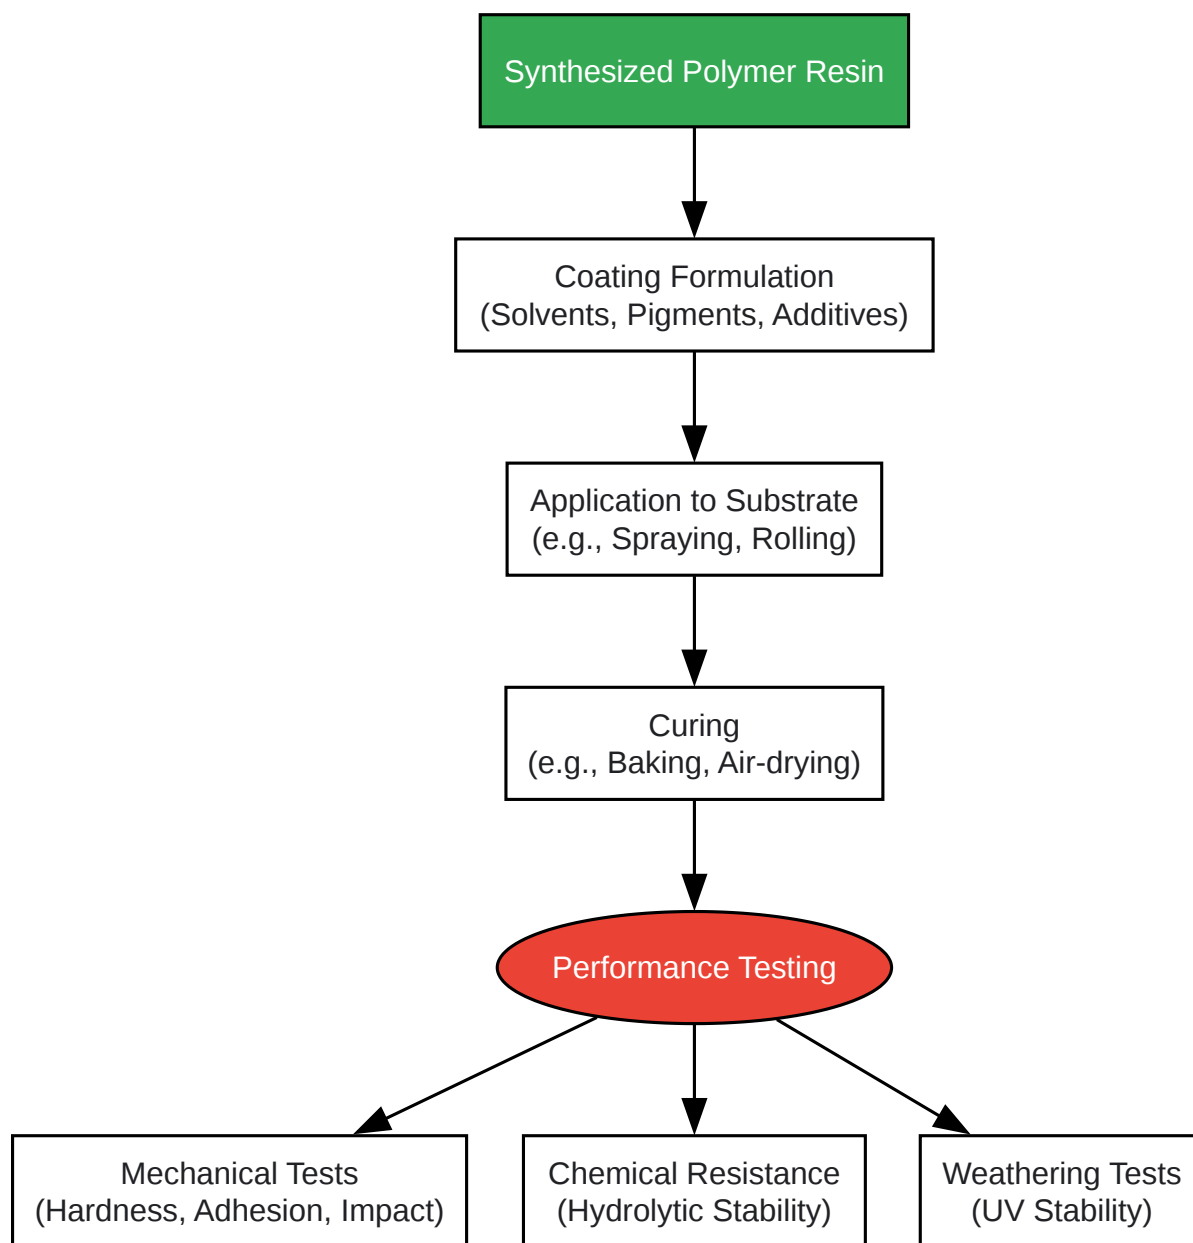 Synthesized Polymer Resin
Coating Formulation
(Solvents, Pigments, Additives)
Application to Substrate
(e.g., Spraying, Rolling)
Curing
(e.g., Baking, Air-drying)
Performance Testing
Mechanical Tests
(Hardness, Adhesion, Impact)
Chemical Resistance
(Hydrolytic Stability)
Weathering Tests
(UV Stability)